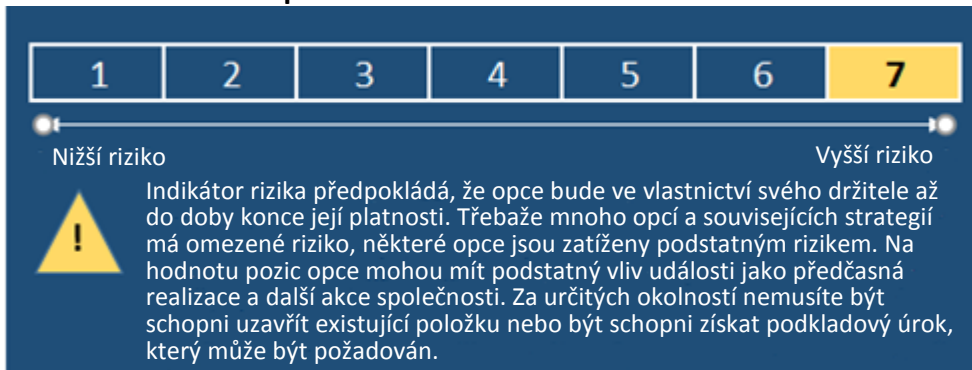 1 2 3 4 5 6 7
Nižší riziko Vyšší riziko
Indikátor rizika předpokládá, že opce bude ve vlastnictví svého držitele až
do doby konce její platnosti. Třebaže mnoho opcí a souvisejících strategií
! má omezené riziko, některé opce jsou zatíženy podstatným rizikem. Na
hodnotu pozic opce mohou mít podstatný vliv události jako předčasná
realizace a další akce společnosti. Za určitých okolností nemusíte být
schopni uzavřít existující položku nebo být schopni získat podkladový úrok,
který může být požadován.